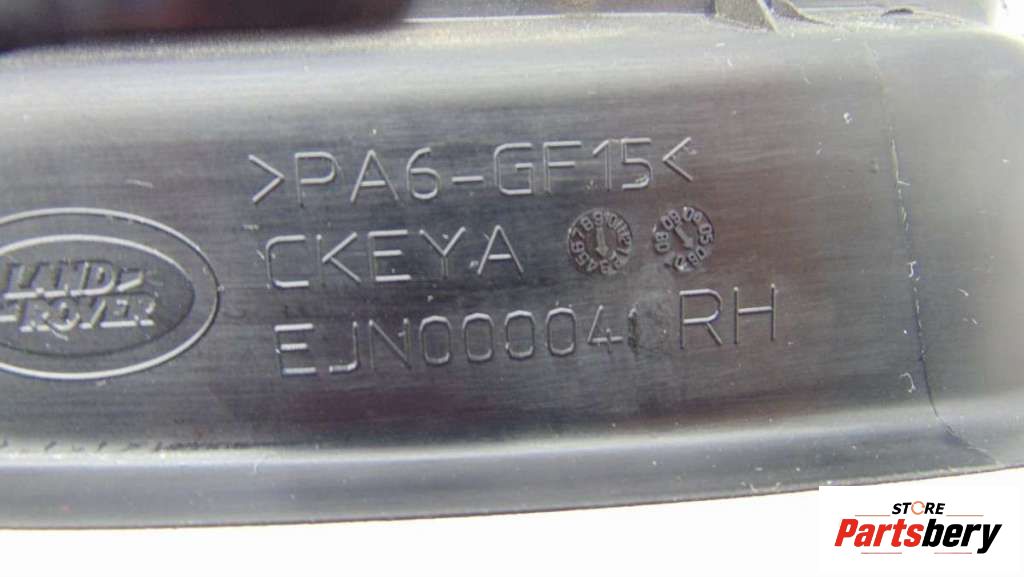 >PA6-GF15<
CKEYA
LAND-
-ROVER
EJN000041 RH
STORE
Partsbery